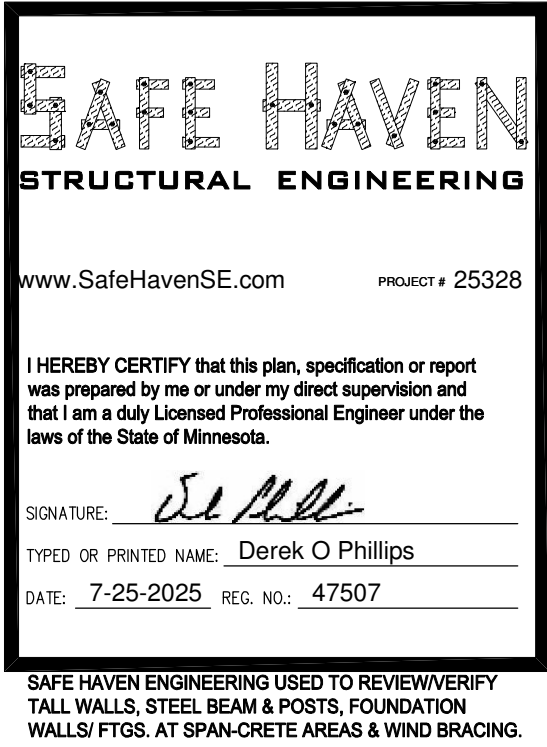 SAFE HAVEN
STRUCTURAL ENGINEERING
www.SafeHavenSE.com PROJECT # 25328
I HEREBY CERTIFY that this plan, specification or report
was prepared by me or under my direct supervision and
that I am a duly Licensed Professional Engineer under the
laws of the State of Minnesota.
SIGNATURE:
TYPED OR PRINTED NAME: Derek O Phillips
DATE: 7-25-2025 REG. NO.: 47507
SAFE HAVEN ENGINEERING USED TO REVIEW/VERIFY
TALL WALLS, STEEL BEAM & POSTS, FOUNDATION
WALLS/ FTGS. AT SPAN-CRETE AREAS & WIND BRACING.